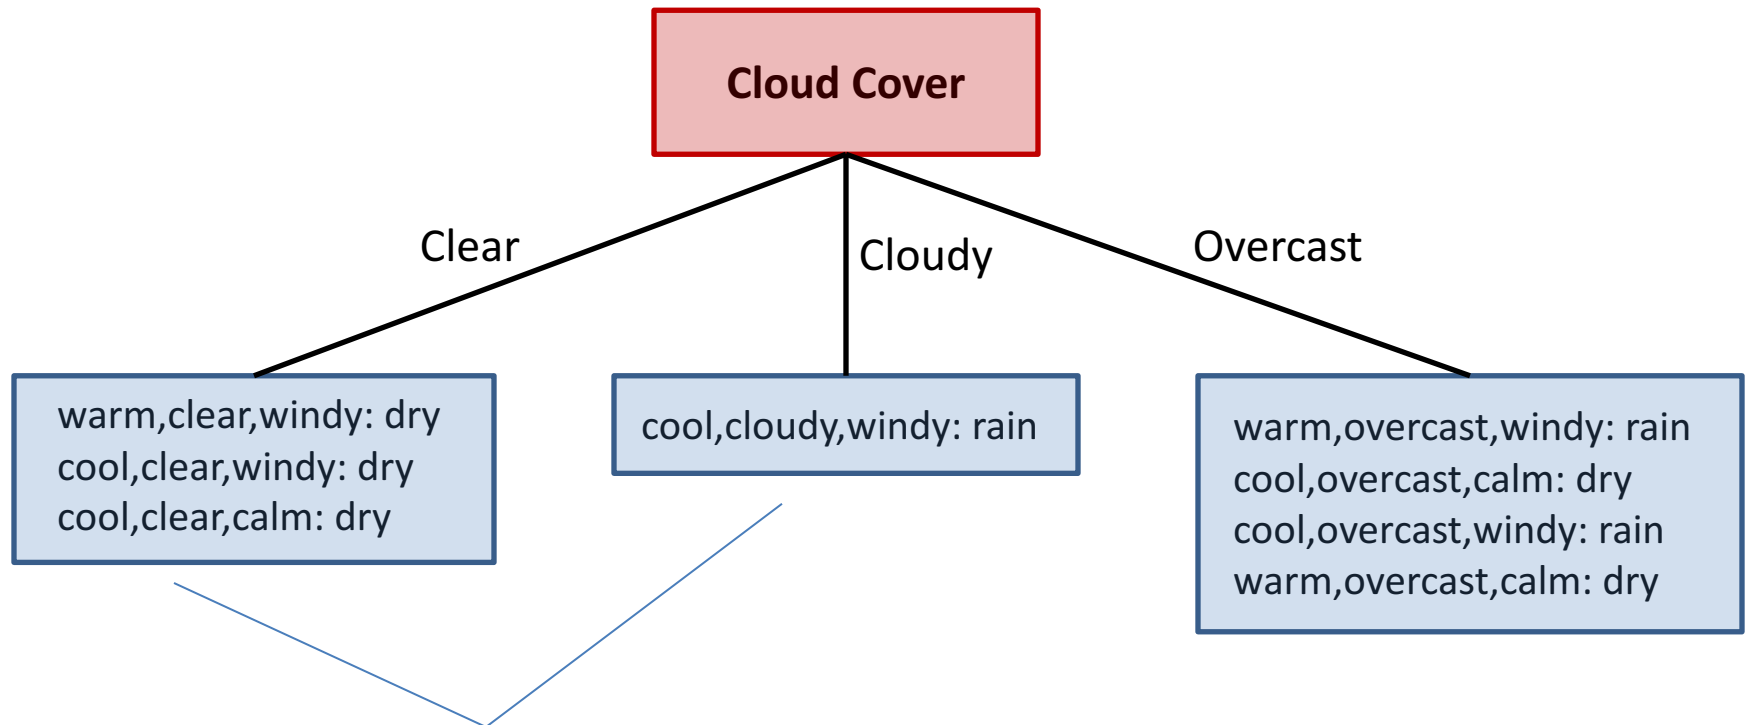 Cloud Cover
Clear
Cloudy
Overcast
warm,clear,windy: dry
cool,clear,windy: dry
cool,clear,calm: dry
cool,cloudy,windy: rain
warm,overcast,windy: rain
cool,overcast,calm: dry
cool,overcast,windy: rain
warm,overcast,calm: dry